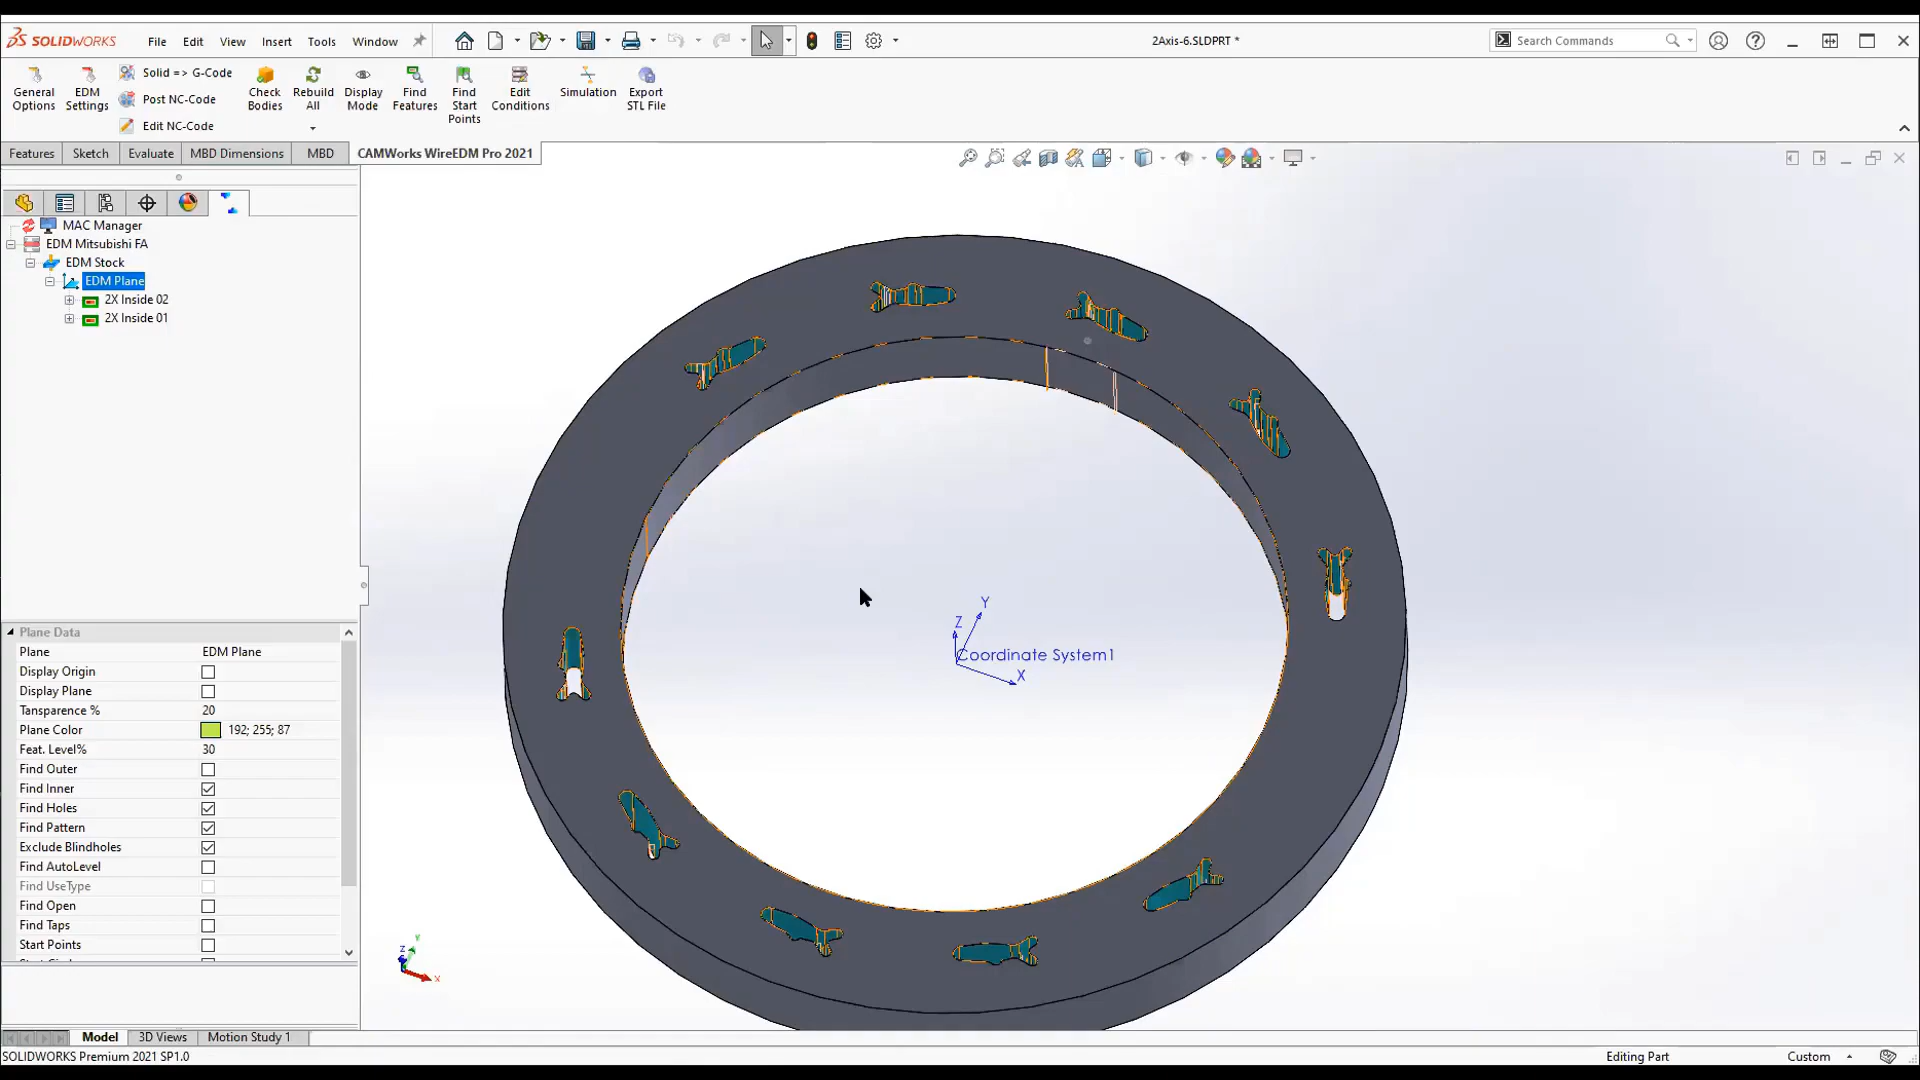 SOLIDWORKS File Edit View Insert Tools Window 2Axis-6.SLDPRT * Search Commands
General Options
EDM Settings
Solid => G-Code
Post NC-Code
Edit NC-Code
Check Bodies
Rebuild All
Display Mode
Find Features
Find Start Points
Edit Conditions
Simulation
Export STL File
Features Sketch Evaluate MBD Dimensions MBD CAMWorks WireEDM Pro 2021
MAC Manager
EDM Mitsubishi FA
EDM Stock
EDM Plane
2X Inside 02
2X Inside 01
Z
Y
Coordinate System1
X
Plane Data
Plane EDM Plane
Display Origin
Display Plane
Tansparence % 20
Plane Color 192; 255; 87
Feat. Level% 30
Find Outer
Find Inner
Find Holes
Find Pattern
Exclude Blindholes
Find AutoLevel
Find UseType
Find Open
Find Taps
Start Points
Z
Y
X
Model 3D Views Motion Study 1
SOLIDWORKS Premium 2021 SP1.0 Editing Part Custom